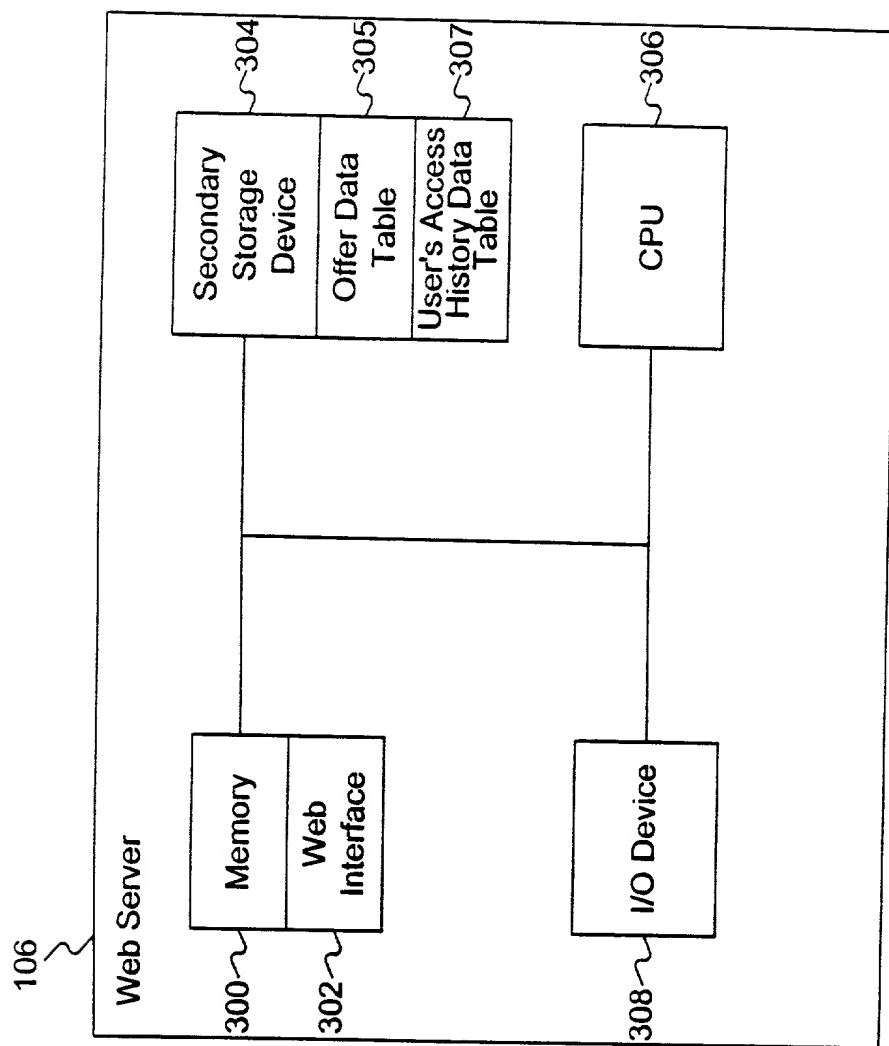 106
Web Server
300
Memory
302
Web
Interface
Secondary
Storage
Device
304
Offer Data
Table
305
User's Access
History Data
Table
307
308
I/O Device
CPU
306